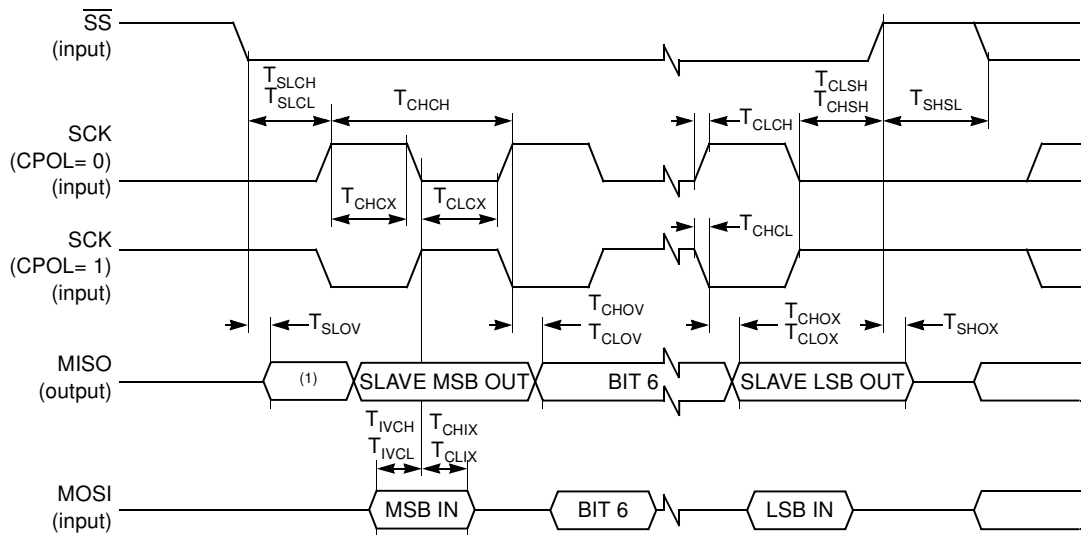 SS
(input)
TSLCH
TSLCL
TCHCH
TCLCH
TCLSH
TCHSH
TSHSL
SCK
(CPOL= 0)
(input)
TCHCX
TCLCX
TCHCL
SCK
(CPOL= 1)
(input)
TSLOV
TCHOV
TCLOV
TCHOX
TCLOX
TSHOX
MISO
(output)
(1)
SLAVE MSB OUT
BIT 6
SLAVE LSB OUT
TIVCH
TIVCL
TCHIX
TCLIX
MOSI
(input)
MSB IN
BIT 6
LSB IN